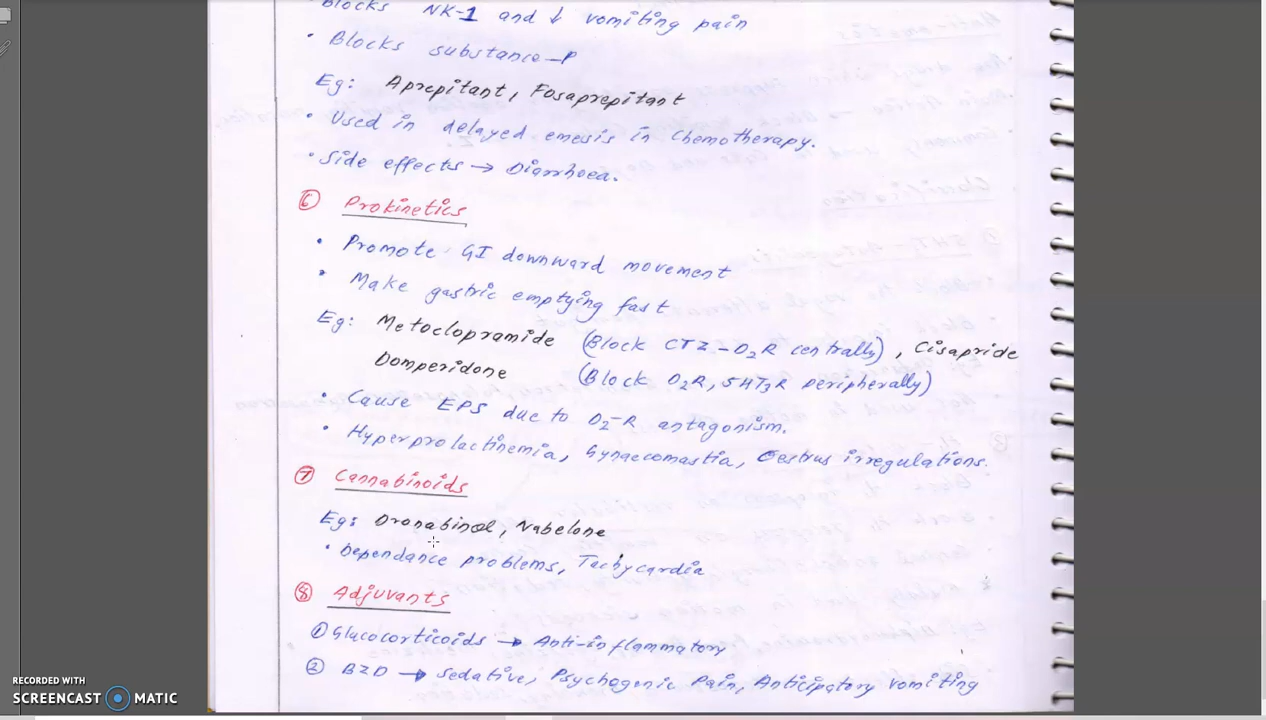 Blocks NK-1 and ↓ vomiting pain
• Blocks substance-P
Eg: Aprepitant, Fosaprepitant
• Used in delayed emesis in Chemotherapy.
• Side effects → Diarrhoea.
⑥ Prokinetics
• Promote GI downward movement
• Make gastric emptying fast
Eg: Metoclopramide (Block CTZ-D2R centrally), Cisapride
Domperidone (Block D2R, 5HT3R peripherally)
• Cause EPS due to D2-R antagonism.
• Hyperprolactinemia, Gynaecomastia, Oestrus irregulations.
⑦ Cannabinoids
Eg: Dronabinol, Nabelone
• Dependance problems, Tachycardia
⑧ Adjuvants
① Glucocorticoids → Anti-inflammatory
② BZD → Sedative, Psychogenic Pain, Anticipatory vomiting
RECORDED WITH
SCREENCAST MATIC